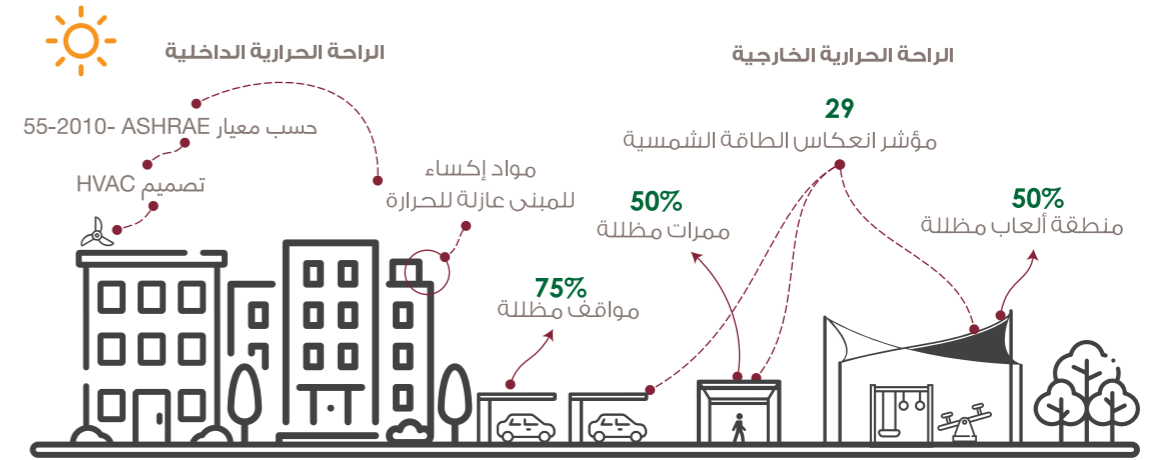 الراحة الحرارية الخارجية
29
مؤشر انعكاس الطاقة الشمسية
50%
منطقة ألعاب مظللة
50%
ممرات مظللة
75%
مواقف مظللة
الراحة الحرارية الداخلية
حسب معيار 55-2010- ASHRAE
تصميم HVAC
مواد إكساء
للمبنى عازلة للحرارة